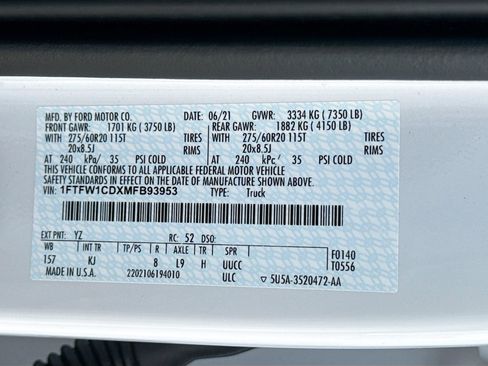 MFD. BY FORD MOTOR CO. DATE: 06/21 GVWR: 3334 KG ( 7350 LB)
FRONT GAWR: 1701 KG ( 3750 LB) REAR GAWR: 1882 KG ( 4150 LB)
WITH 275/60R20 115T TIRES WITH 275/60R20 115T TIRES
20x8.5J RIMS 20x8.5J RIMS
AT 240 kPa/ 35 PSI COLD AT 240 kPc/ 35 PSI COLD
THIS VEHICLE CONFORMS TO ALL APPLICABLE FEDERAL MOTOR VEHICLE
SAFETY STANDARDS IN EFFECT ON THE DATE OF MANUFACTURE SHOWN ABOVE.
VIN: 1FTFW1CDXMFB93953 TYPE: Truck
EXT PNT: YZ RC: 52 DSO:
WB INT TR TP/PS R AXLE TR SPR F0140
157 KJ 8 L9 H UUCC T0556
MADE IN U.S.A. 2202106194010 ULC ▽ 5U5A-3520472-AA